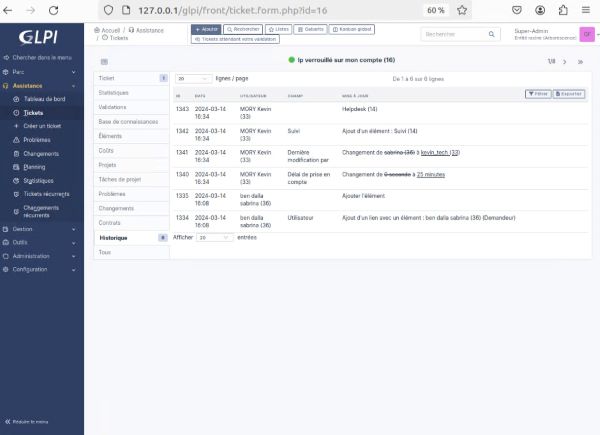 127.0.0.1/glpi/front/ticket.form.php?id=16
60 %
GLPI
Chercher dans le menu
Parc
Assistance
Tableau de bord
Tickets
Créer un ticket
Problèmes
Changements
Planning
Statistiques
Tickets récurrents
Changements récurrents
Gestion
Outils
Administration
Configuration
Réduire le menu
Accueil / Assistance
/ Tickets
+ Ajouter
Rechercher
Listes
Gabarits
Kanban global
Tickets attendant votre validation
Rechercher
Super-Admin
Entité racine (Arborescence)
Ip verrouillé sur mon compte (16)
1/8
Ticket 1
Statistiques
Validations
Base de connaissances
Éléments
Coûts
Projets
Tâches de projet
Problèmes
Changements
Contrats
Historique 6
Tous
20 lignes / page
De 1 à 6 sur 6 lignes
Filtrer
Exporter
ID DATE UTILISATEUR CHAMP MISE À JOUR
1343 2024-03-14 16:34 MORY Kevin (33) Helpdesk (14)
1342 2024-03-14 16:34 MORY Kevin (33) Suivi Ajout d'un élément : Suivi (14)
1341 2024-03-14 16:34 MORY Kevin (33) Dernière modification par Changement de sabrina (36) à kevin_tech (33)
1340 2024-03-14 16:34 MORY Kevin (33) Délai de prise en compte Changement de 0 seconde à 25 minutes
1335 2024-03-14 16:08 ben dalla sabrina (36) Ajouter l'élément
1334 2024-03-14 16:08 ben dalla sabrina (36) Utilisateur Ajout d'un lien avec un élément : ben dalla sabrina (36) (Demandeur)
Afficher 20 entrées